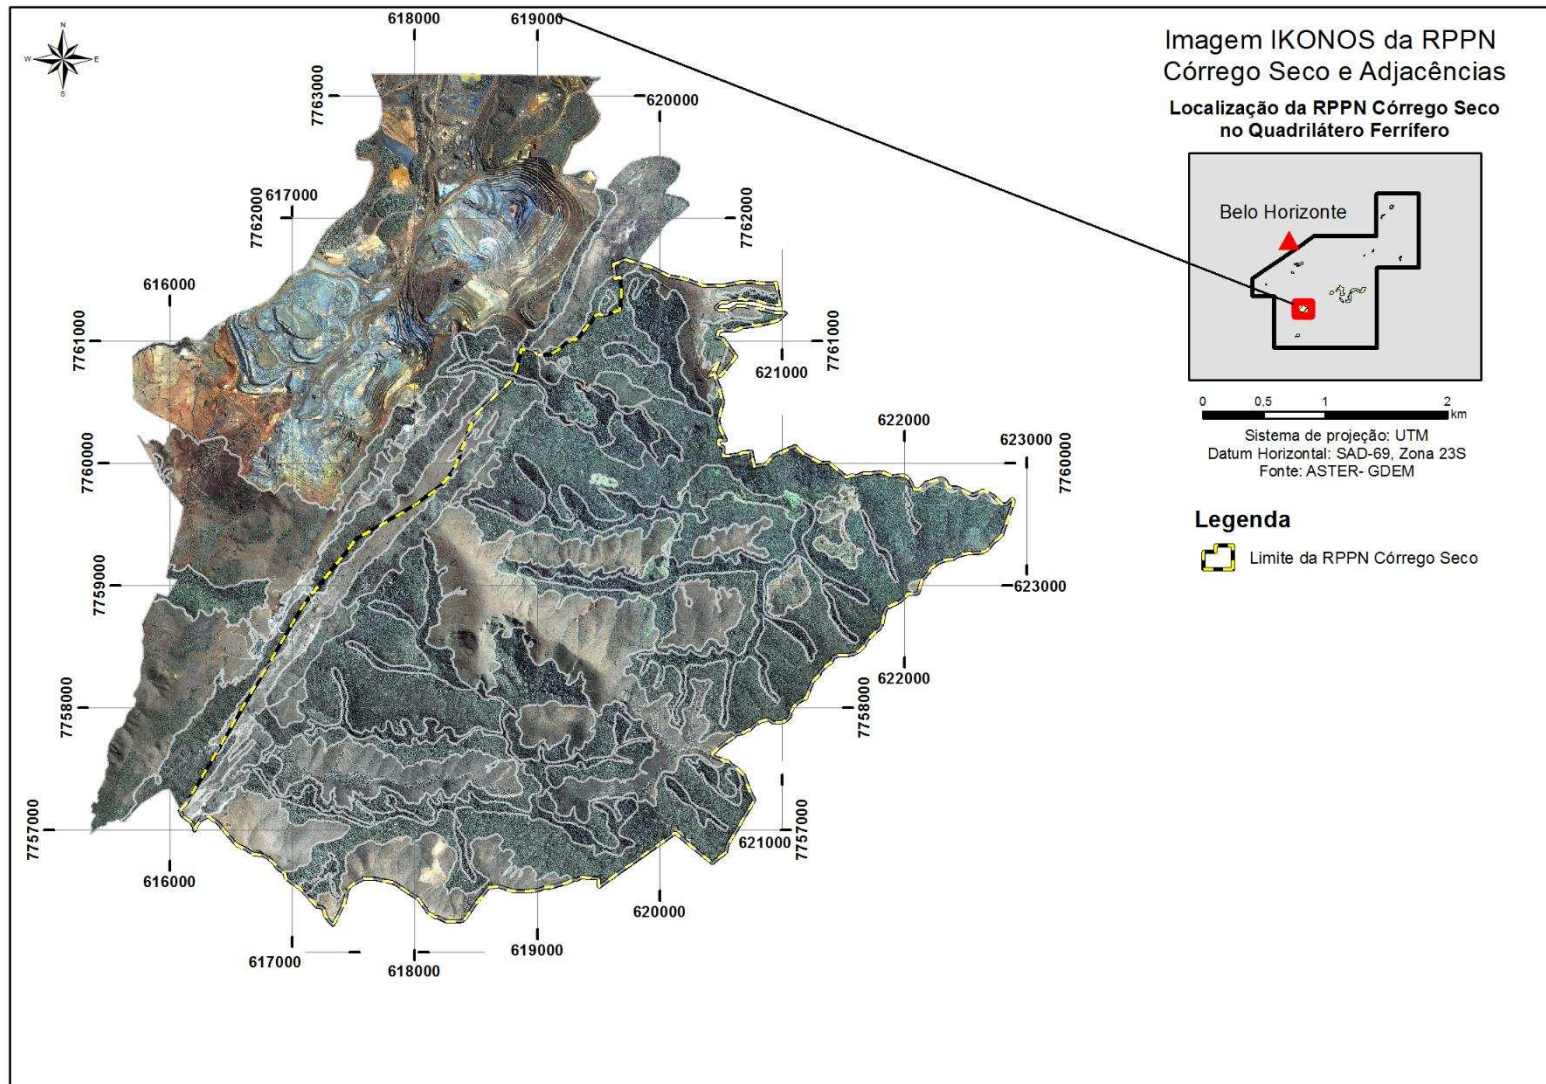 618000
619000
N
W
E
S
7763000
620000
617000
7762000
7762000
616000
7761000
7761000
621000
622000
623000
7760000
7760000
7759000
623000
622000
7758000
7758000
7757000
621000
7757000
616000
620000
617000
618000
619000
Imagem IKONOS da RPPN
Córrego Seco e Adjacências
Localização da RPPN Córrego Seco
no Quadrilátero Ferrífero
Belo Horizonte
0 0,5 1 2
km
Sistema de projeção: UTM
Datum Horizontal: SAD-69, Zona 23S
Fonte: ASTER- GDEM
Legenda
Limite da RPPN Córrego Seco